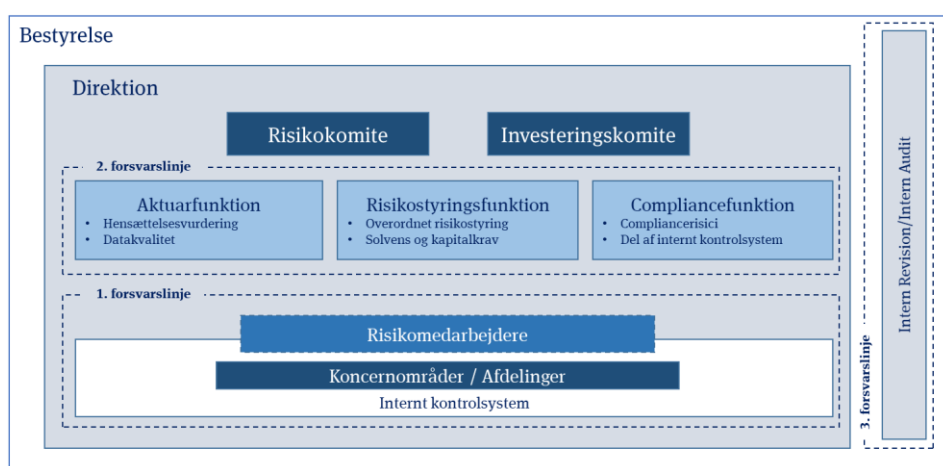 Bestyrelse
Direktion
Risikokomite
Investeringskomite
2. forsvarslinje
Aktuarfunktion
• Hensættelsesvurdering
• Datakvalitet
Risikostyringsfunktion
• Overordnet risikostyring
• Solvens og kapitalkrav
Compliancefunktion
• Compliancerisici
• Del af internt kontrolsystem
1. forsvarslinje
Risikomedarbejdere
Koncernområder / Afdelinger
Internt kontrolsystem
3. forsvarslinje
Intern Revision/Intern Audit